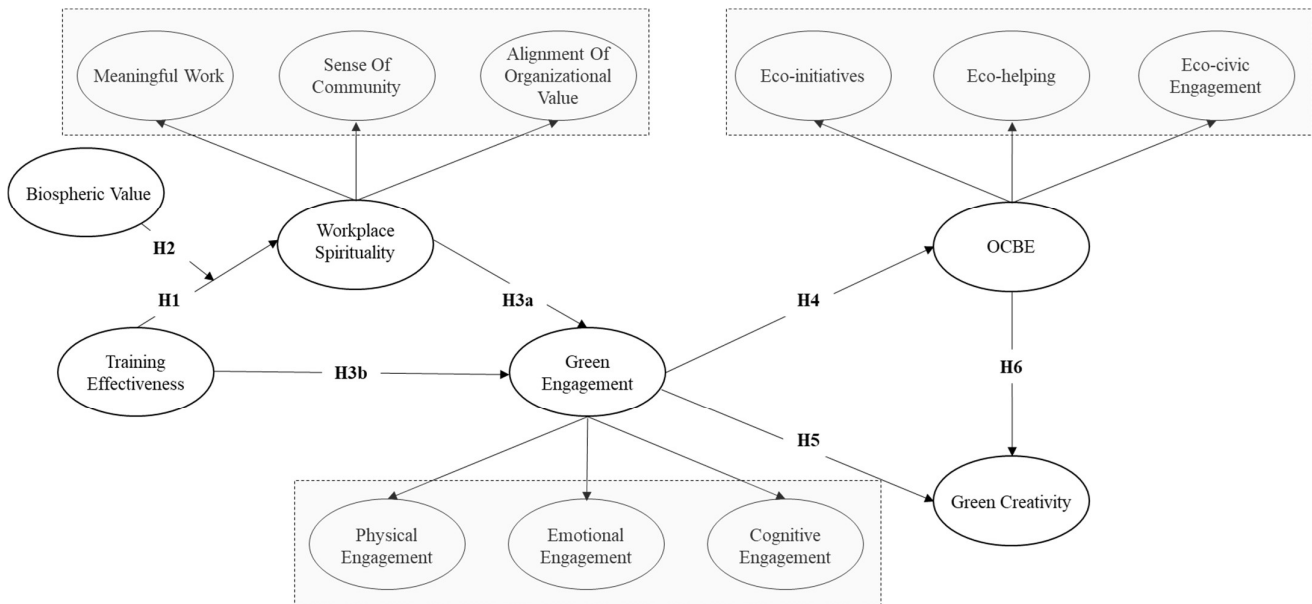 Meaningful Work
Sense Of
Community
Alignment Of
Organizational
Value
Eco-initiatives
Eco-helping
Eco-civic
Engagement
Biospheric Value
H2
Workplace
Spirituality
OCBE
H1
H3a
H4
Training
Effectiveness
H3b
Green
Engagement
H6
H5
Green Creativity
Physical
Engagement
Emotional
Engagement
Cognitive
Engagement